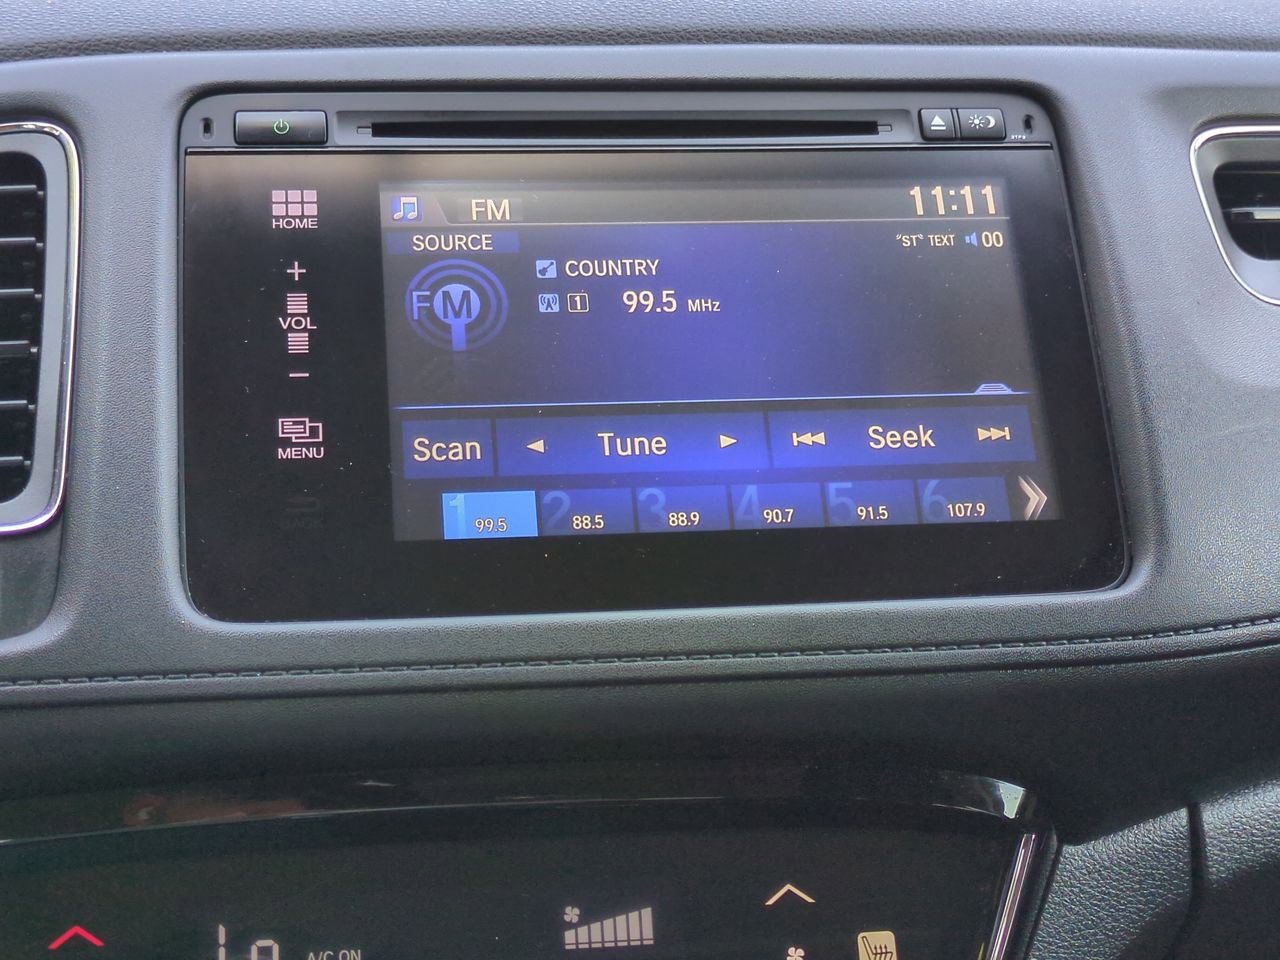 HOME
+
VOL
−
MENU
BACK
FM
11:11
SOURCE
"ST" TEXT 00
FM
COUNTRY
1 99.5 MHz
Scan
Tune
Seek
1 99.5
2 88.5
3 88.9
4 90.7
5 91.5
6 107.9
A/C ON